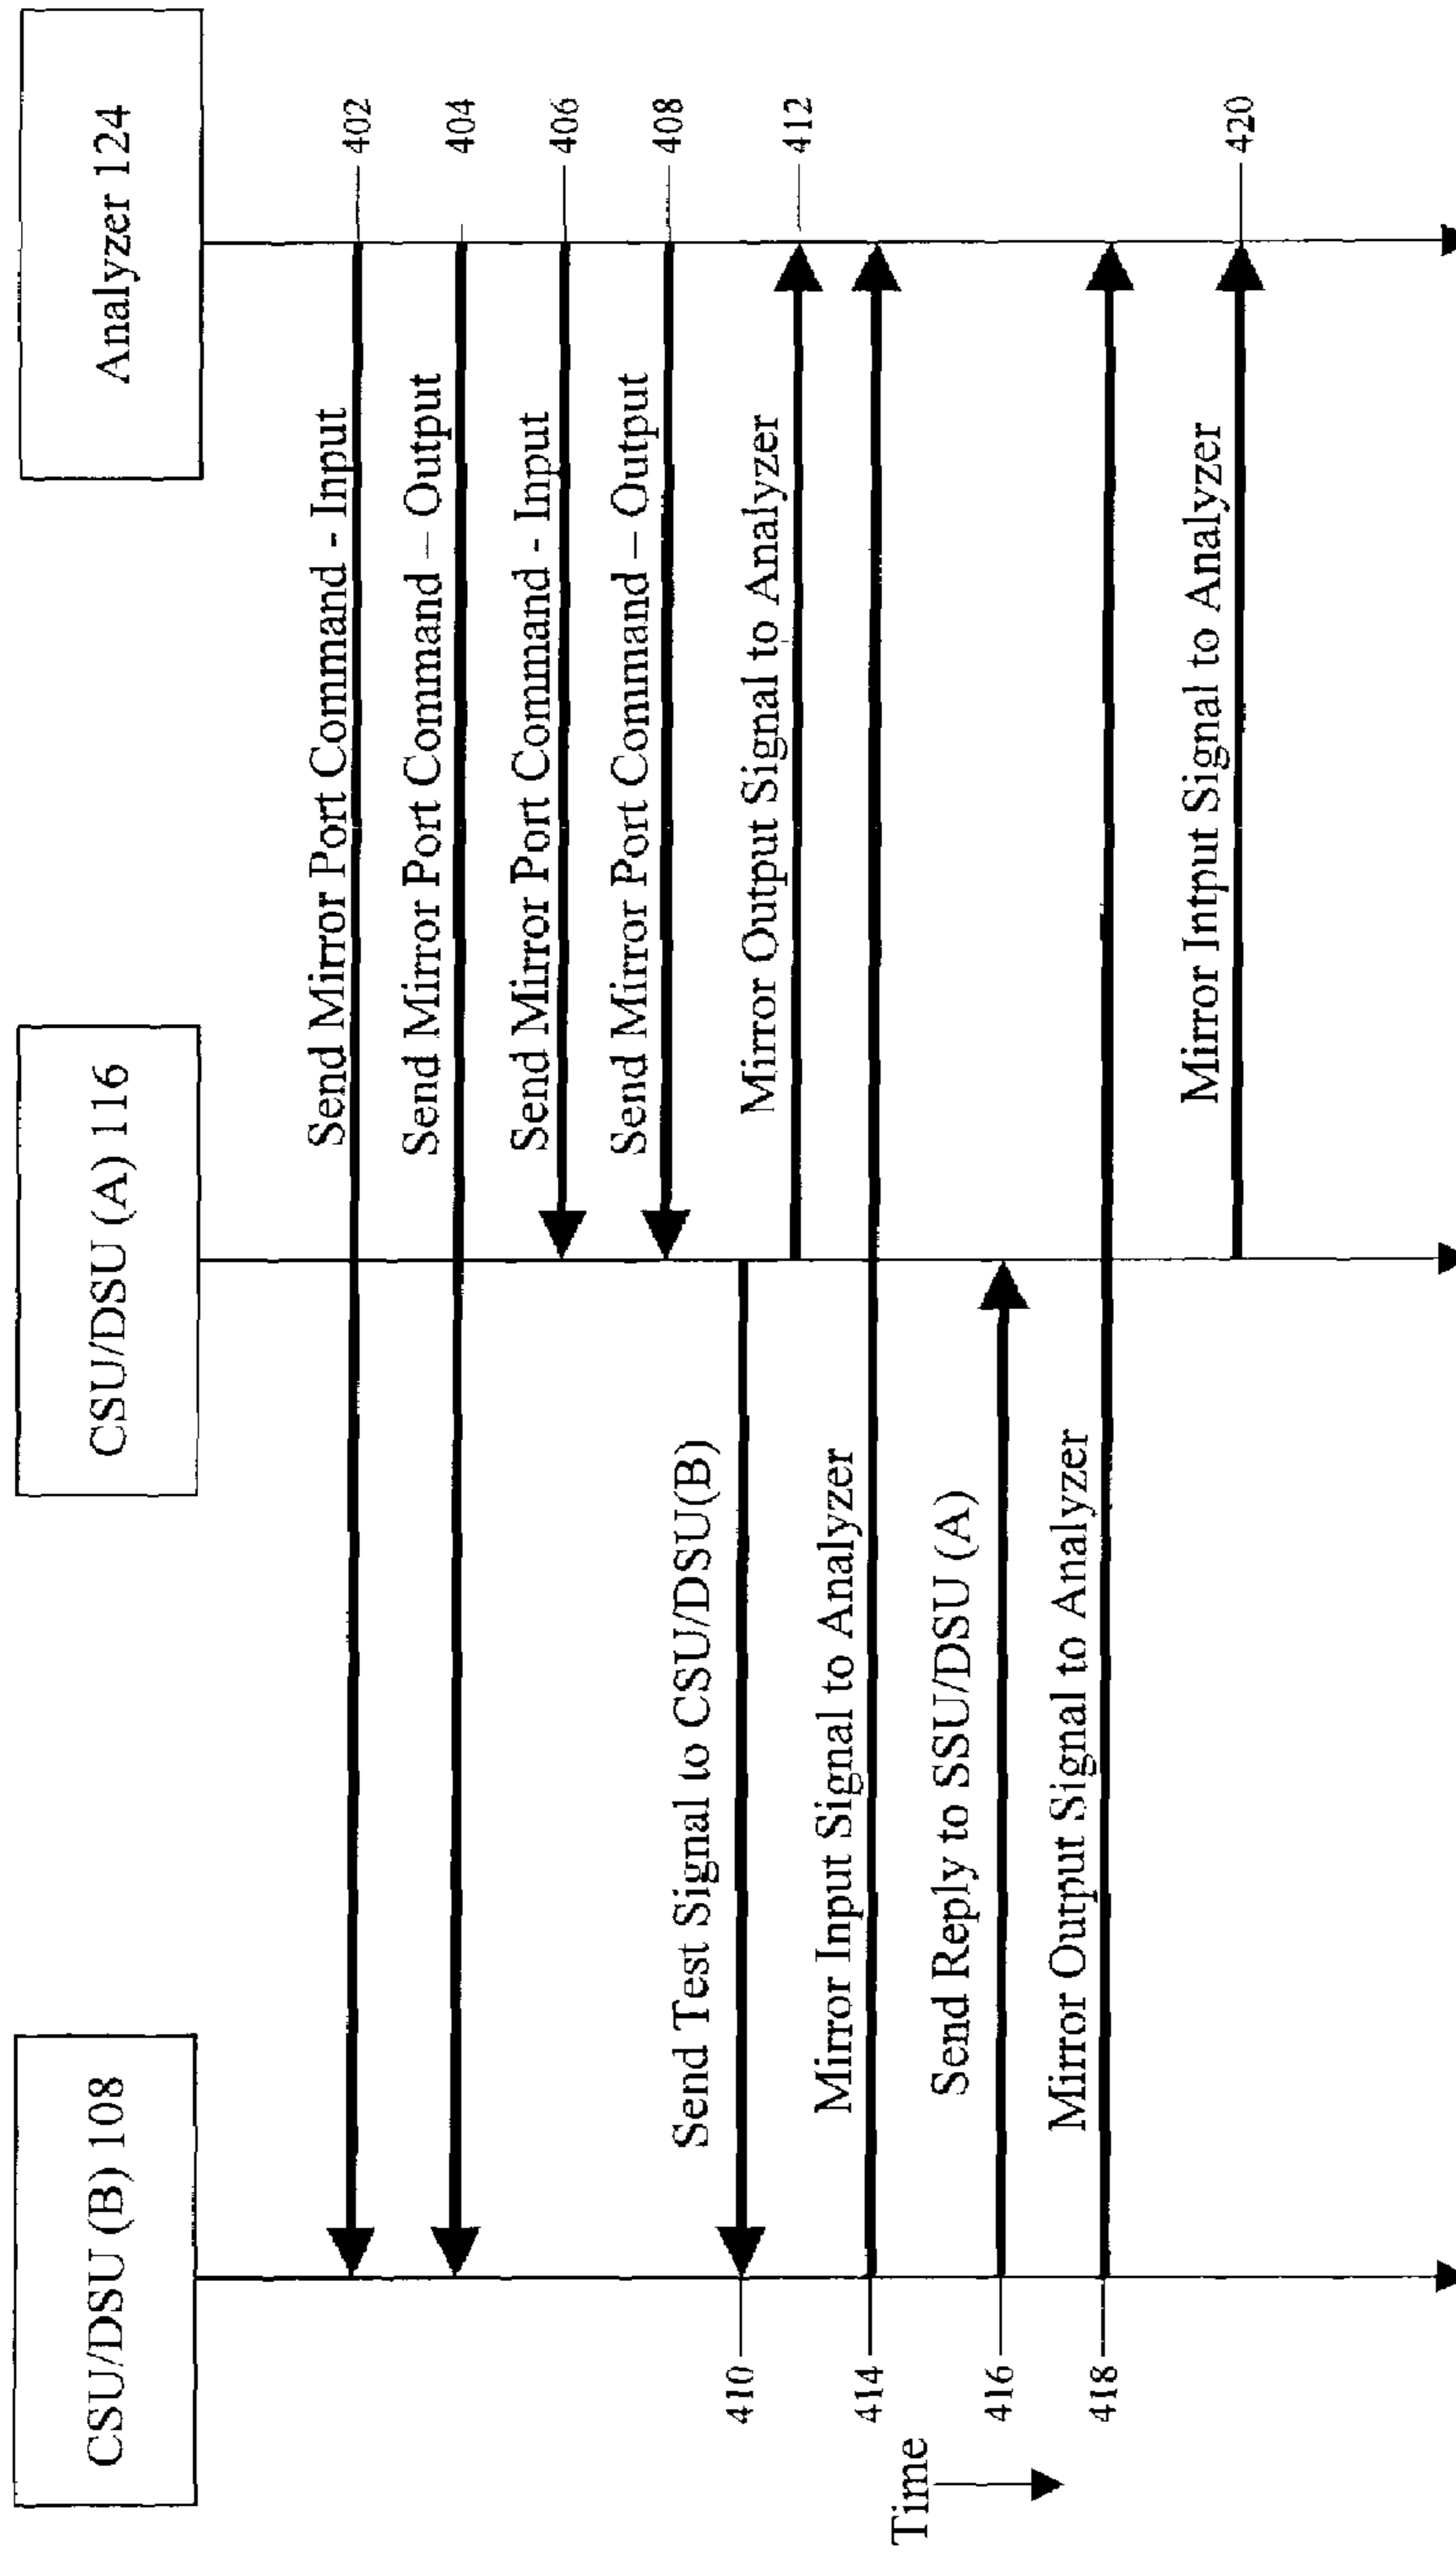 CSU/DSU (B) 108
CSU/DSU (A) 116
Analyzer 124
Send Mirror Port Command - Input
402
Send Mirror Port Command – Output
404
Send Mirror Port Command - Input
406
Send Mirror Port Command – Output
408
410
Send Test Signal to CSU/DSU(B)
Mirror Output Signal to Analyzer
412
414
Mirror Input Signal to Analyzer
416
Send Reply to SSU/DSU (A)
418
Mirror Output Signal to Analyzer
Mirror Intput Signal to Analyzer
420
Time